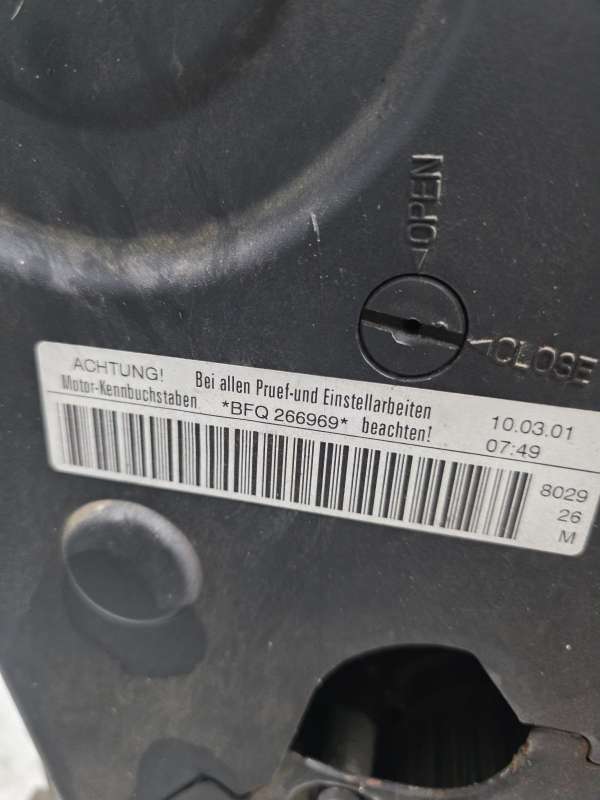 OPEN
CLOSE
ACHTUNG! Bei allen Pruef-und Einstellarbeiten 10.03.01
Motor-Kennbuchstaben *BFQ 266969* beachten! 07:49
8029
26
M